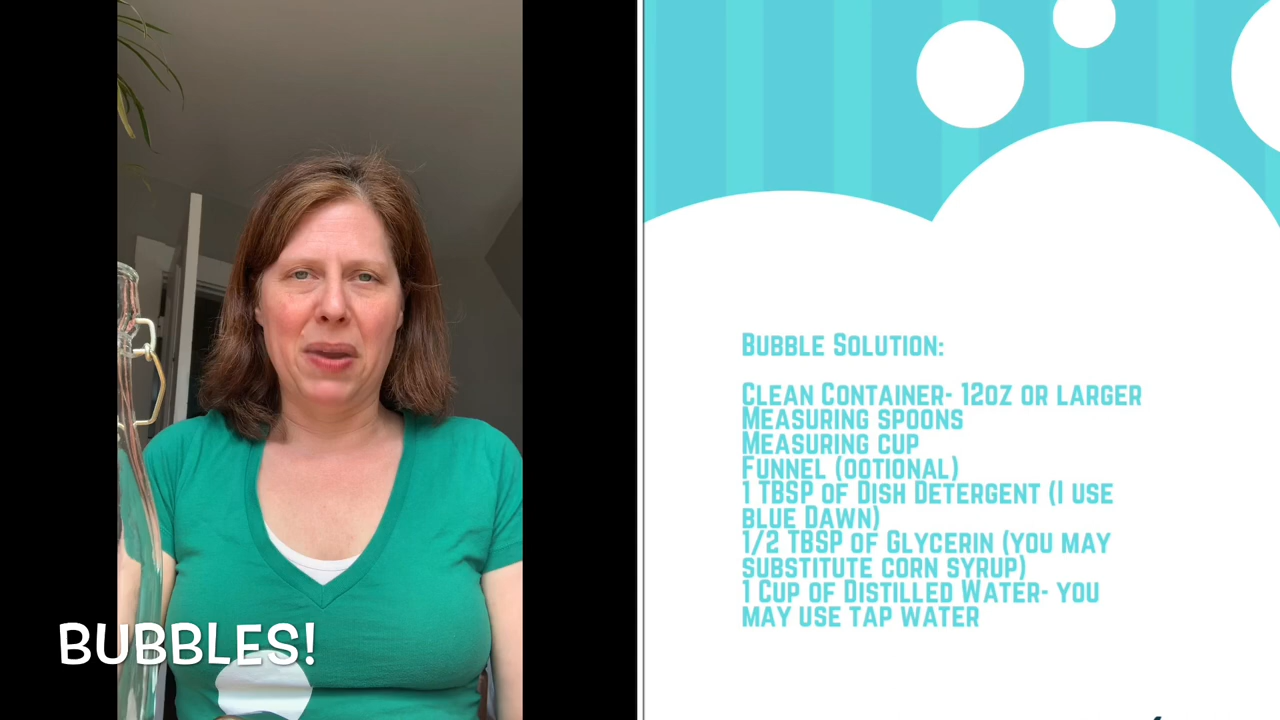 BUBBLES!
BUBBLE SOLUTION:
CLEAN CONTAINER- 12OZ OR LARGER
MEASURING SPOONS
MEASURING CUP
FUNNEL (OOTIONAL)
1 TBSP OF DISH DETERGENT (I USE
BLUE DAWN)
1/2 TBSP OF GLYCERIN (YOU MAY
SUBSTITUTE CORN SYRUP)
1 CUP OF DISTILLED WATER- YOU
MAY USE TAP WATER